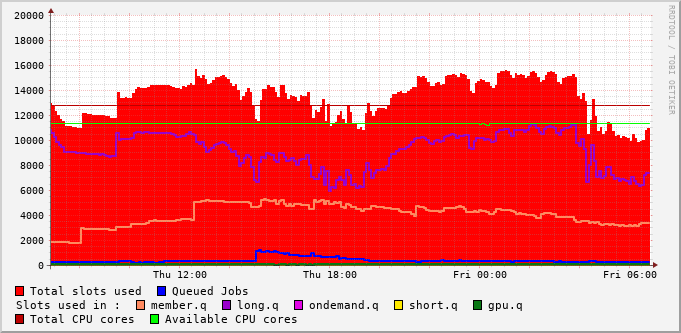 20000
18000
16000
14000
12000
10000
8000
6000
4000
2000
0
Thu 12:00 Thu 18:00 Fri 00:00 Fri 06:00
RRDTOOL / TOBI OETIKER
Total slots used Queued Jobs
Slots used in : member.q long.q ondemand.q short.q gpu.q
Total CPU cores Available CPU cores